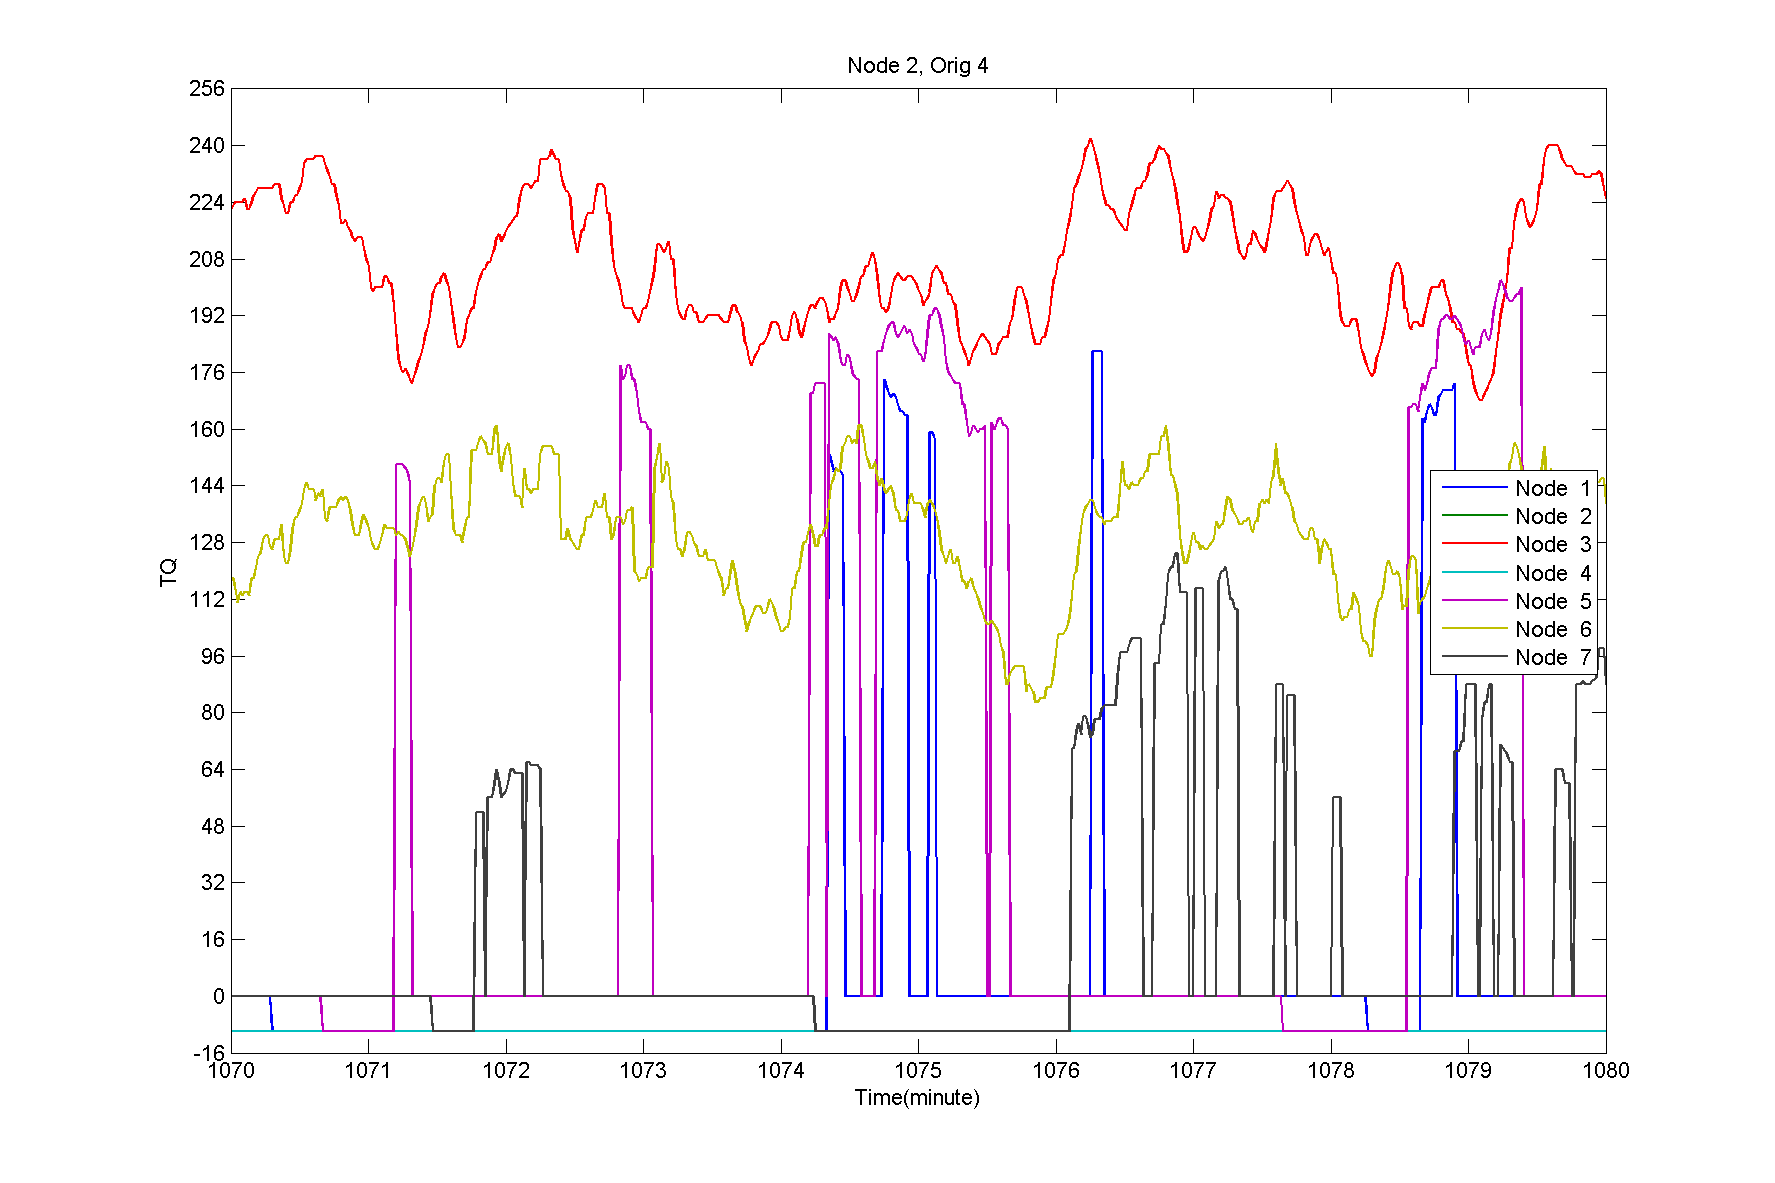 Node 2, Orig 4
256
240
224
208
192
176
160
144
128
112
96
80
64
48
32
16
0
-16
TQ
Node 1
Node 2
Node 3
Node 4
Node 5
Node 6
Node 7
1070 1071 1072 1073 1074 1075 1076 1077 1078 1079 1080
Time(minute)